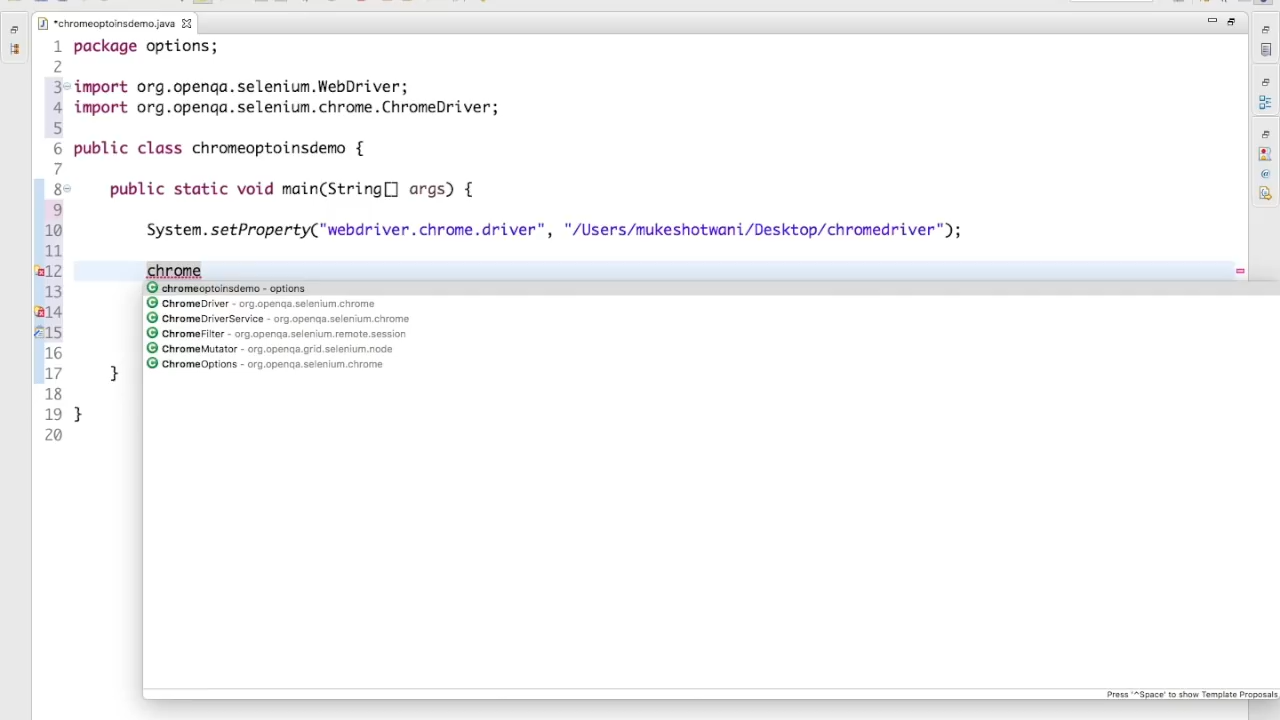 *chromeoptoinsdemo.java
1 package options;
2
3 import org.openqa.selenium.WebDriver;
4 import org.openqa.selenium.chrome.ChromeDriver;
5
6 public class chromeoptoinsdemo {
7
8 public static void main(String[] args) {
9
10 System.setProperty("webdriver.chrome.driver", "/Users/mukeshotwani/Desktop/chromedriver");
11
12 chrome
13
chromeoptoinsdemo - options
ChromeDriver - org.openqa.selenium.chrome
14
ChromeDriverService - org.openqa.selenium.chrome
15
ChromeFilter - org.openqa.selenium.remote.session
16
ChromeMutator - org.openqa.grid.selenium.node
ChromeOptions - org.openqa.selenium.chrome
17 }
18
19 }
20
Press '^Space' to show Template Proposals